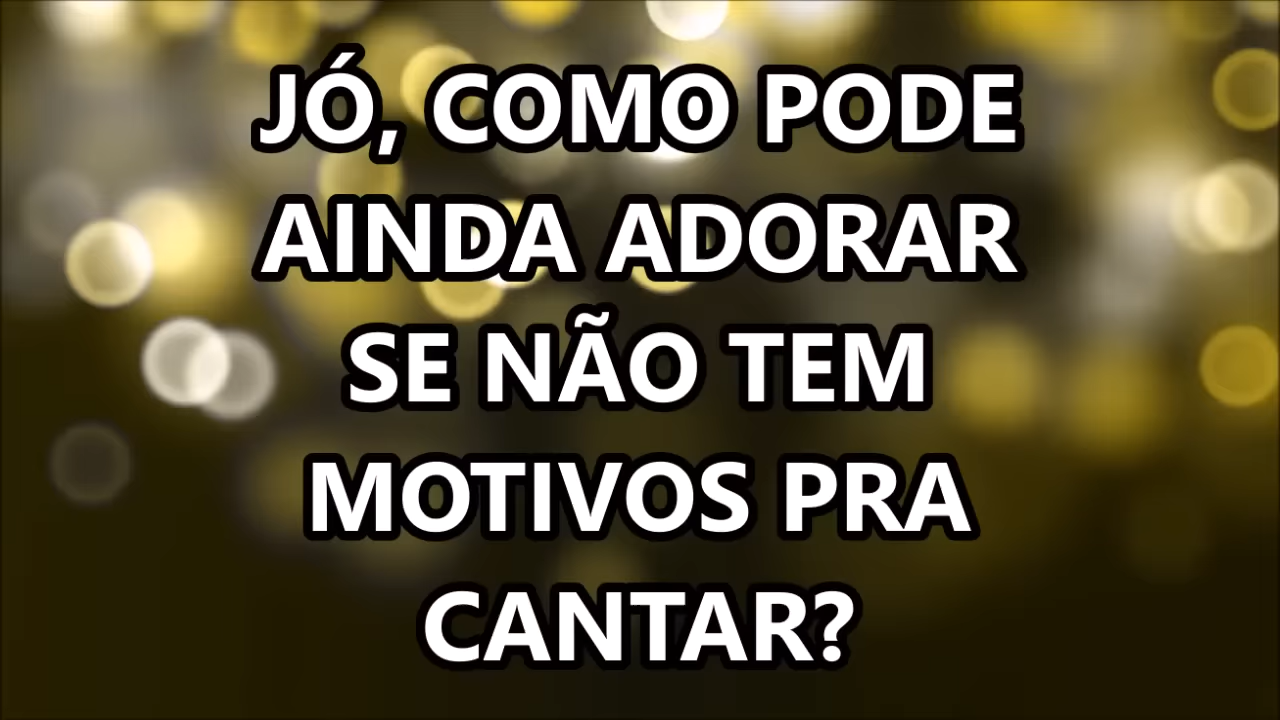 JÓ, COMO PODE
AINDA ADORAR
SE NÃO TEM
MOTIVOS PRA
CANTAR?